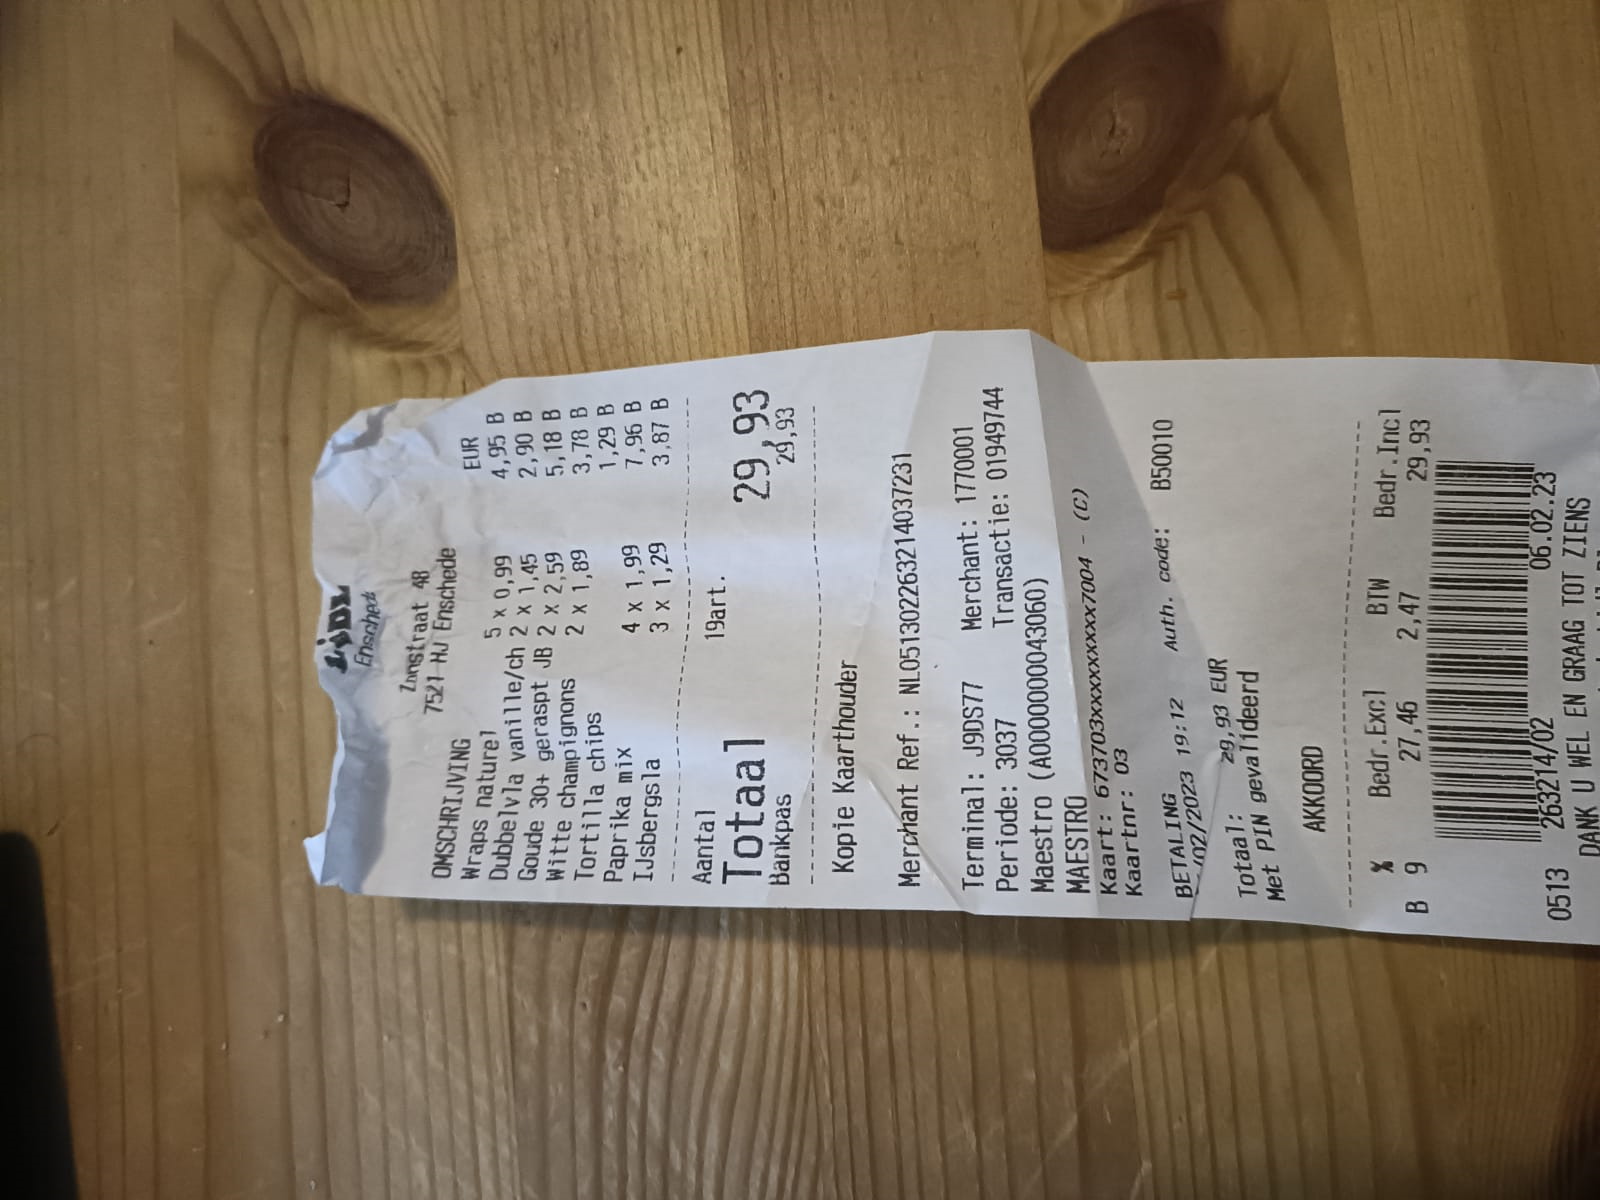 LIDL
Enschede
Zonstraat 48
7521 HJ Enschede
OMSCHRIJVING EUR
Wraps naturel 5 x 0,99 4,95 B
Dubbelvla vanille/ch 2 x 1,45 2,90 B
Goude 30+ geraspt JB 2 x 2,59 5,18 B
Witte champignons 2 x 1,89 3,78 B
Tortilla chips 1,29 B
Paprika mix 4 x 1,99 7,96 B
IJsbergsla 3 x 1,29 3,87 B
Aantal 19art.
Totaal 29,93
Bankpas 29,93
Kopie Kaarthouder
Merchant Ref.: NL051302263214037231
Terminal: J9DS77 Merchant: 1770001
Periode: 3037 Transactie: 01949744
Maestro (A0000000043060)
MAESTRO
Kaart: 673703xxxxxxxxx7004 - (C)
Kaartnr: 03
BETALING
02/2023 19:12 Auth. code: B50010
Totaal: 29,93 EUR
Met PIN gevalideerd
AKKOORD
% Bedr.Excl BTW Bedr.Incl
B 9 27,46 2,47 29,93
0513 263214/02 06.02.23
DANK U WEL EN GRAAG TOT ZIENS